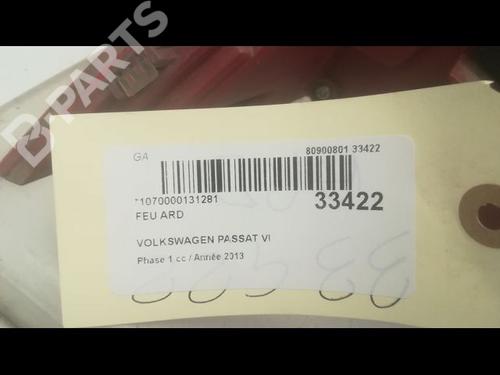 B PARTS
GA
80900801 33422
*1070000131281
33422
FEU ARD
VOLKSWAGEN PASSAT VI
Phase 1 cc / Année 2013